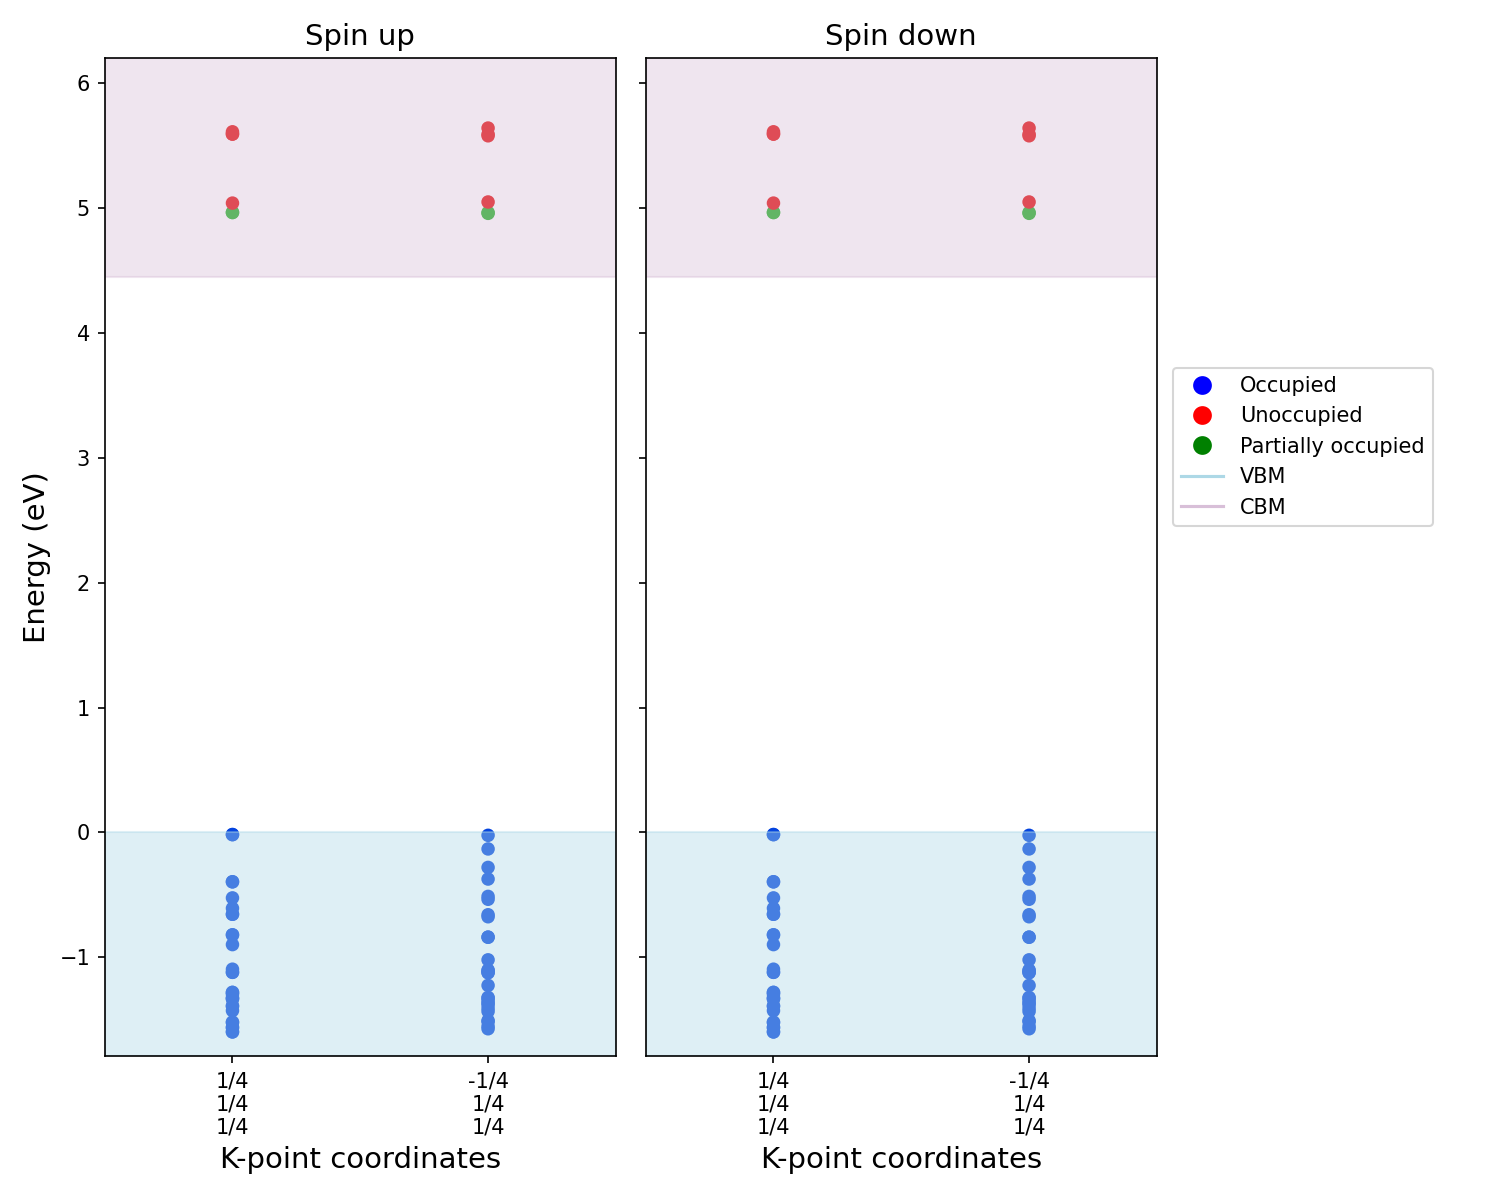 Spin up
Spin down
Energy (eV)
6
5
4
3
2
1
0
−1
1/4
1/4
1/4
-1/4
1/4
1/4
1/4
1/4
1/4
-1/4
1/4
1/4
K-point coordinates
K-point coordinates
Occupied
Unoccupied
Partially occupied
VBM
CBM